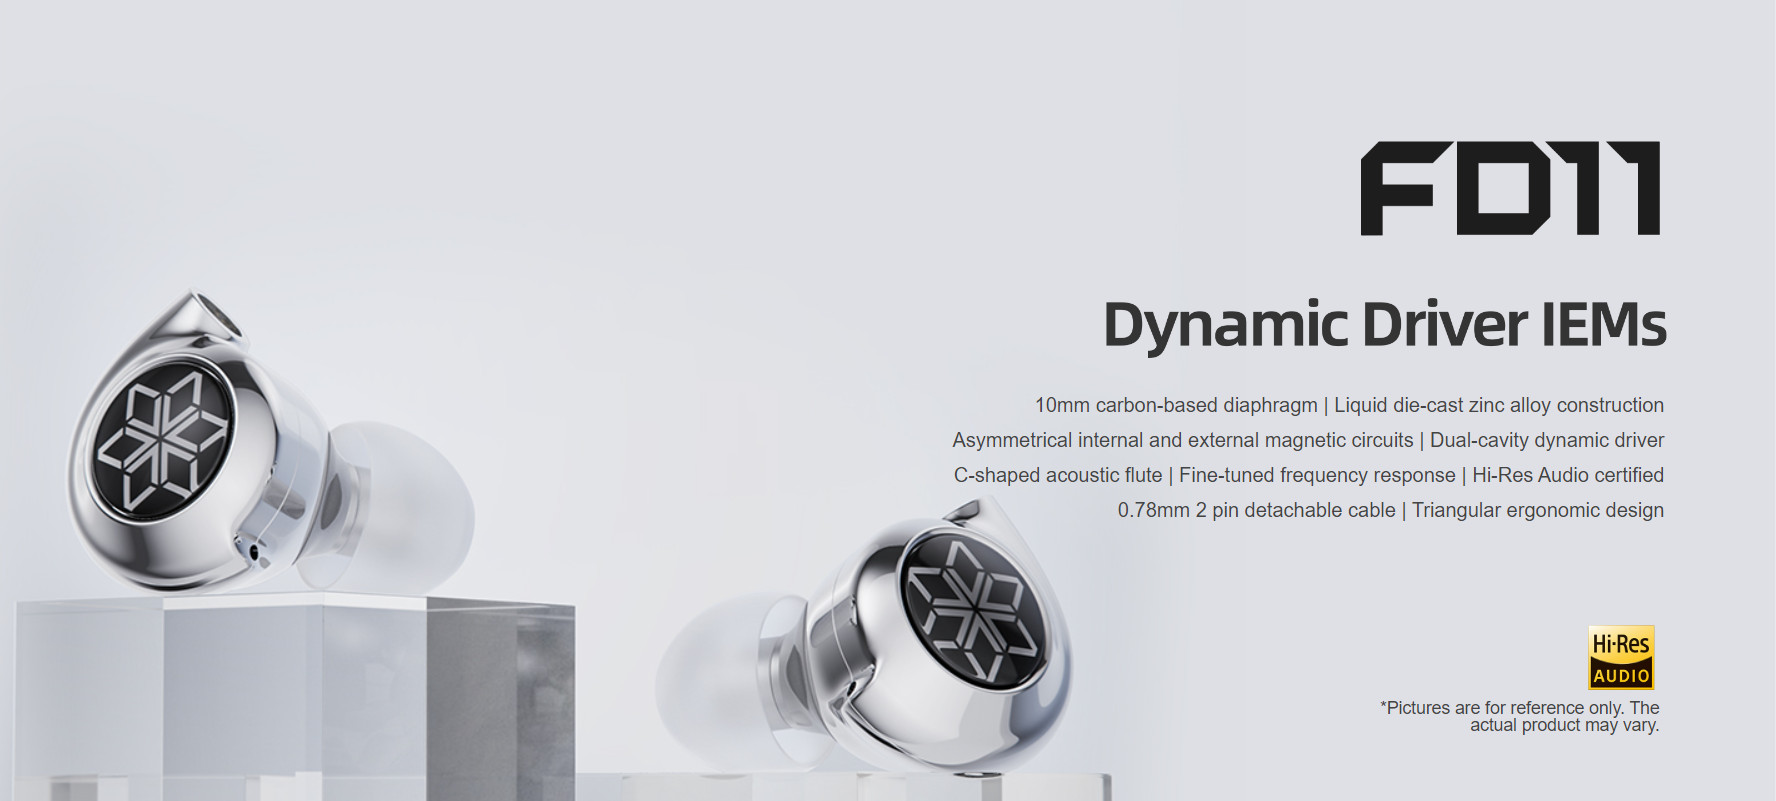 FD11
Dynamic Driver IEMs
10mm carbon-based diaphragm | Liquid die-cast zinc alloy construction
Asymmetrical internal and external magnetic circuits | Dual-cavity dynamic driver
C-shaped acoustic flute | Fine-tuned frequency response | Hi-Res Audio certified
0.78mm 2 pin detachable cable | Triangular ergonomic design
Hi-Res
AUDIO
*Pictures are for reference only. The
actual product may vary.